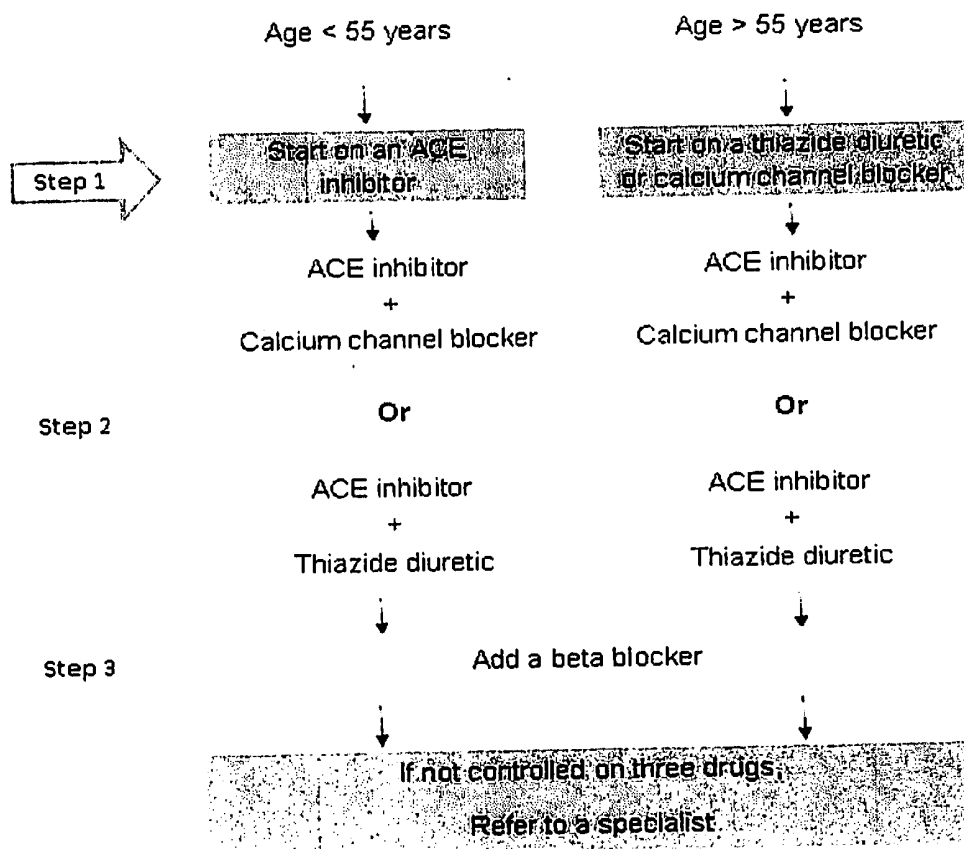 Age < 55 years
Age > 55 years
Step 1
Start on an ACE
inhibitor
Start on a thiazide diuretic
or calcium channel blocker
ACE inhibitor
+
Calcium channel blocker
ACE inhibitor
+
Calcium channel blocker
Step 2
Or
Or
ACE inhibitor
+
Thiazide diuretic
ACE inhibitor
+
Thiazide diuretic
Step 3
Add a beta blocker
If not controlled on three drugs,
Refer to a specialist.